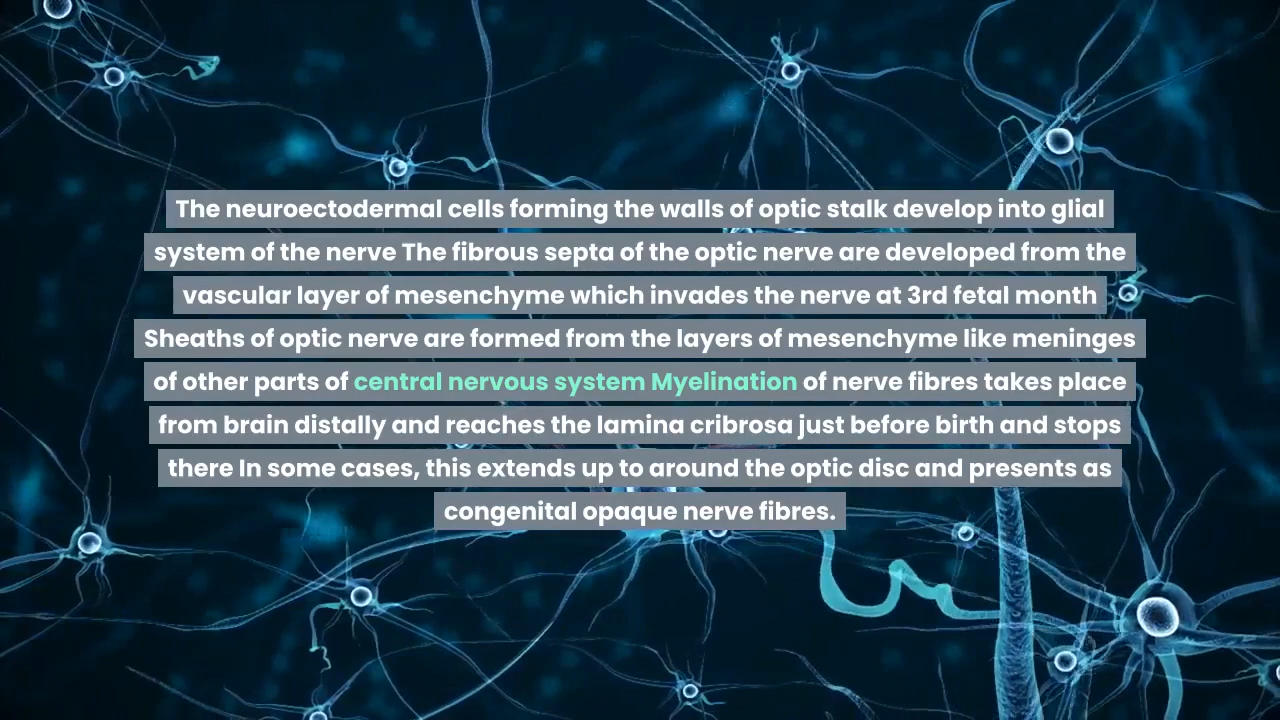 The neuroectodermal cells forming the walls of optic stalk develop into glial
system of the nerve The fibrous septa of the optic nerve are developed from the
vascular layer of mesenchyme which invades the nerve at 3rd fetal month
Sheaths of optic nerve are formed from the layers of mesenchyme like meninges
of other parts of central nervous system Myelination of nerve fibres takes place
from brain distally and reaches the lamina cribrosa just before birth and stops
there In some cases, this extends up to around the optic disc and presents as
congenital opaque nerve fibres.